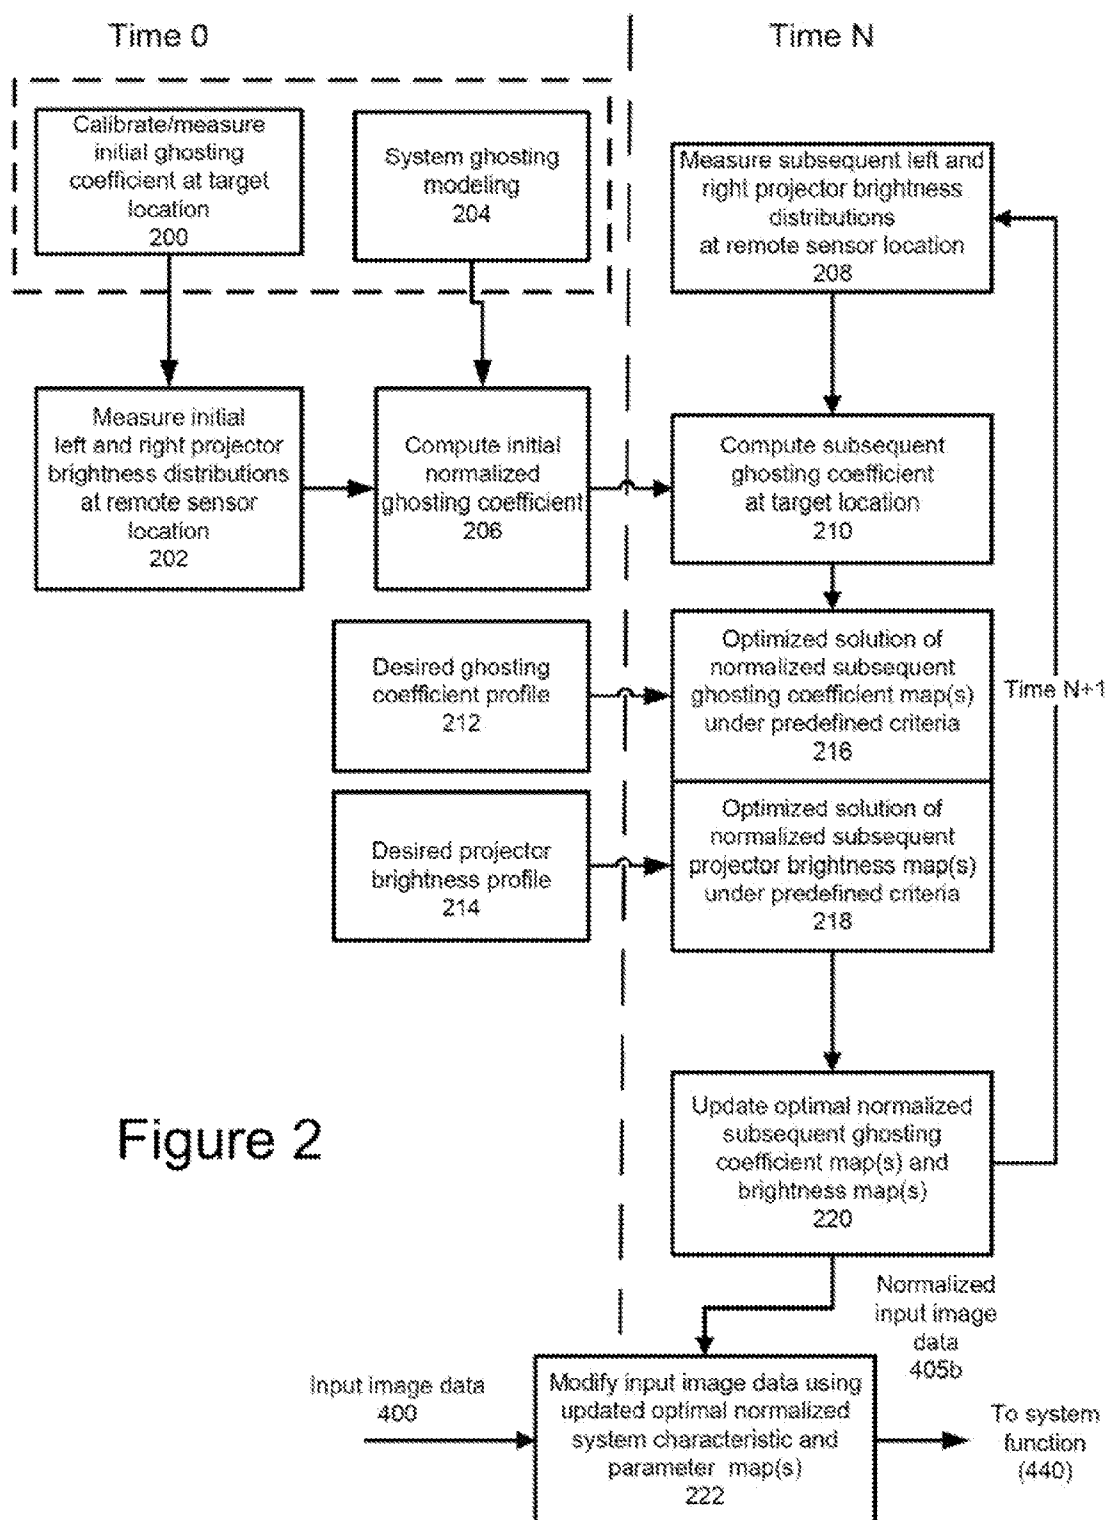 Time 0
Time N
Calibrate/measure
initial ghosting
coefficient at target
location
200
System ghosting
modeling
204
Measure subsequent left and
right projector brightness
distributions
at remote sensor location
208
Measure initial
left and right projector
brightness distributions
at remote sensor
location
202
Compute initial
normalized
ghosting coefficient
206
Compute subsequent
ghosting coefficient
at target location
210
Desired ghosting
coefficient profile
212
Optimized solution of
normalized subsequent
ghosting coefficient map(s)
under predefined criteria
216
Time N+1
Desired projector
brightness profile
214
Optimized solution of
normalized subsequent
projector brightness map(s)
under predefined criteria
218
Figure 2
Update optimal normalized
subsequent ghosting
coefficient map(s) and
brightness map(s)
220
Normalized
input image
data
405b
Input image data
400
Modify input image data using
updated optimal normalized
system characteristic and
parameter map(s)
222
To system
function
(440)